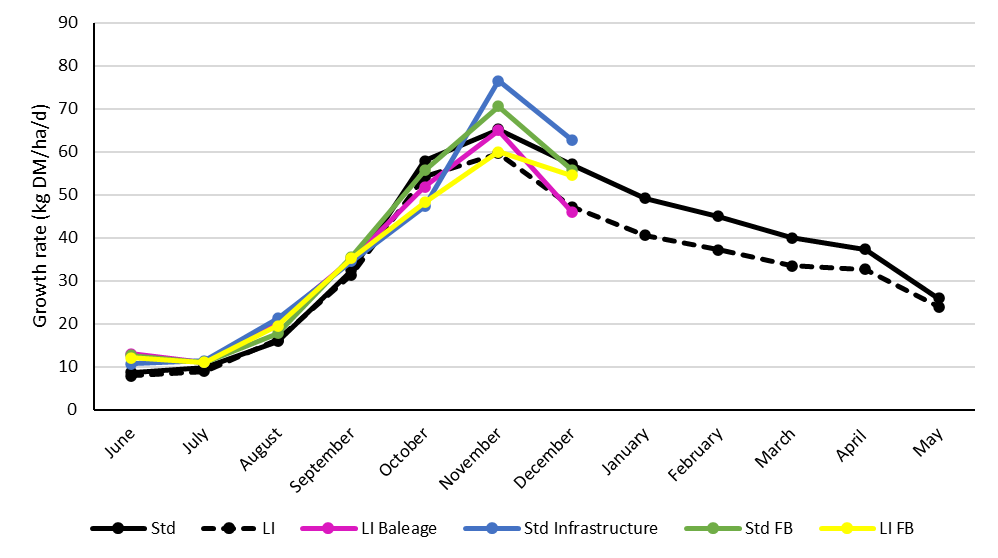 Growth rate (kg DM/ha/d)
90
80
70
60
50
40
30
20
10
0
June
July
August
September
October
November
December
January
February
March
April
May
Std
LI
LI Baleage
Std Infrastructure
Std FB
LI FB